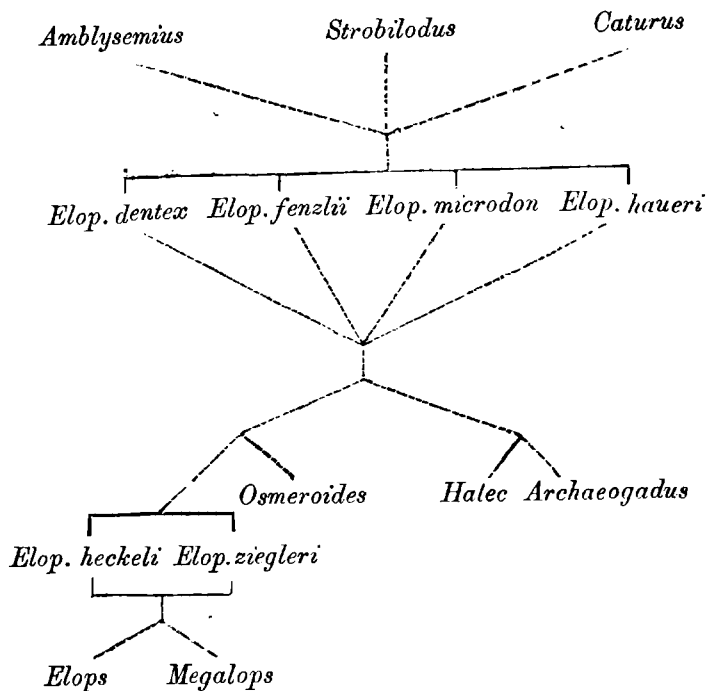 Amblysemius Strobilodus Caturus
Elop. dentex Elop. fenzlii Elop. microdon Elop. haueri
Osmeroides Halec Archaeogadus
Elop. heckeli Elop. ziegleri
Elops Megalops